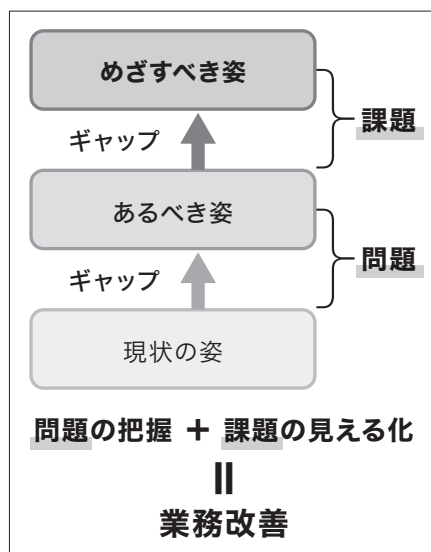 めざすべき姿
ギャップ
課題
あるべき姿
ギャップ
問題
現状の姿
問題の把握 + 課題の見える化
||
業務改善